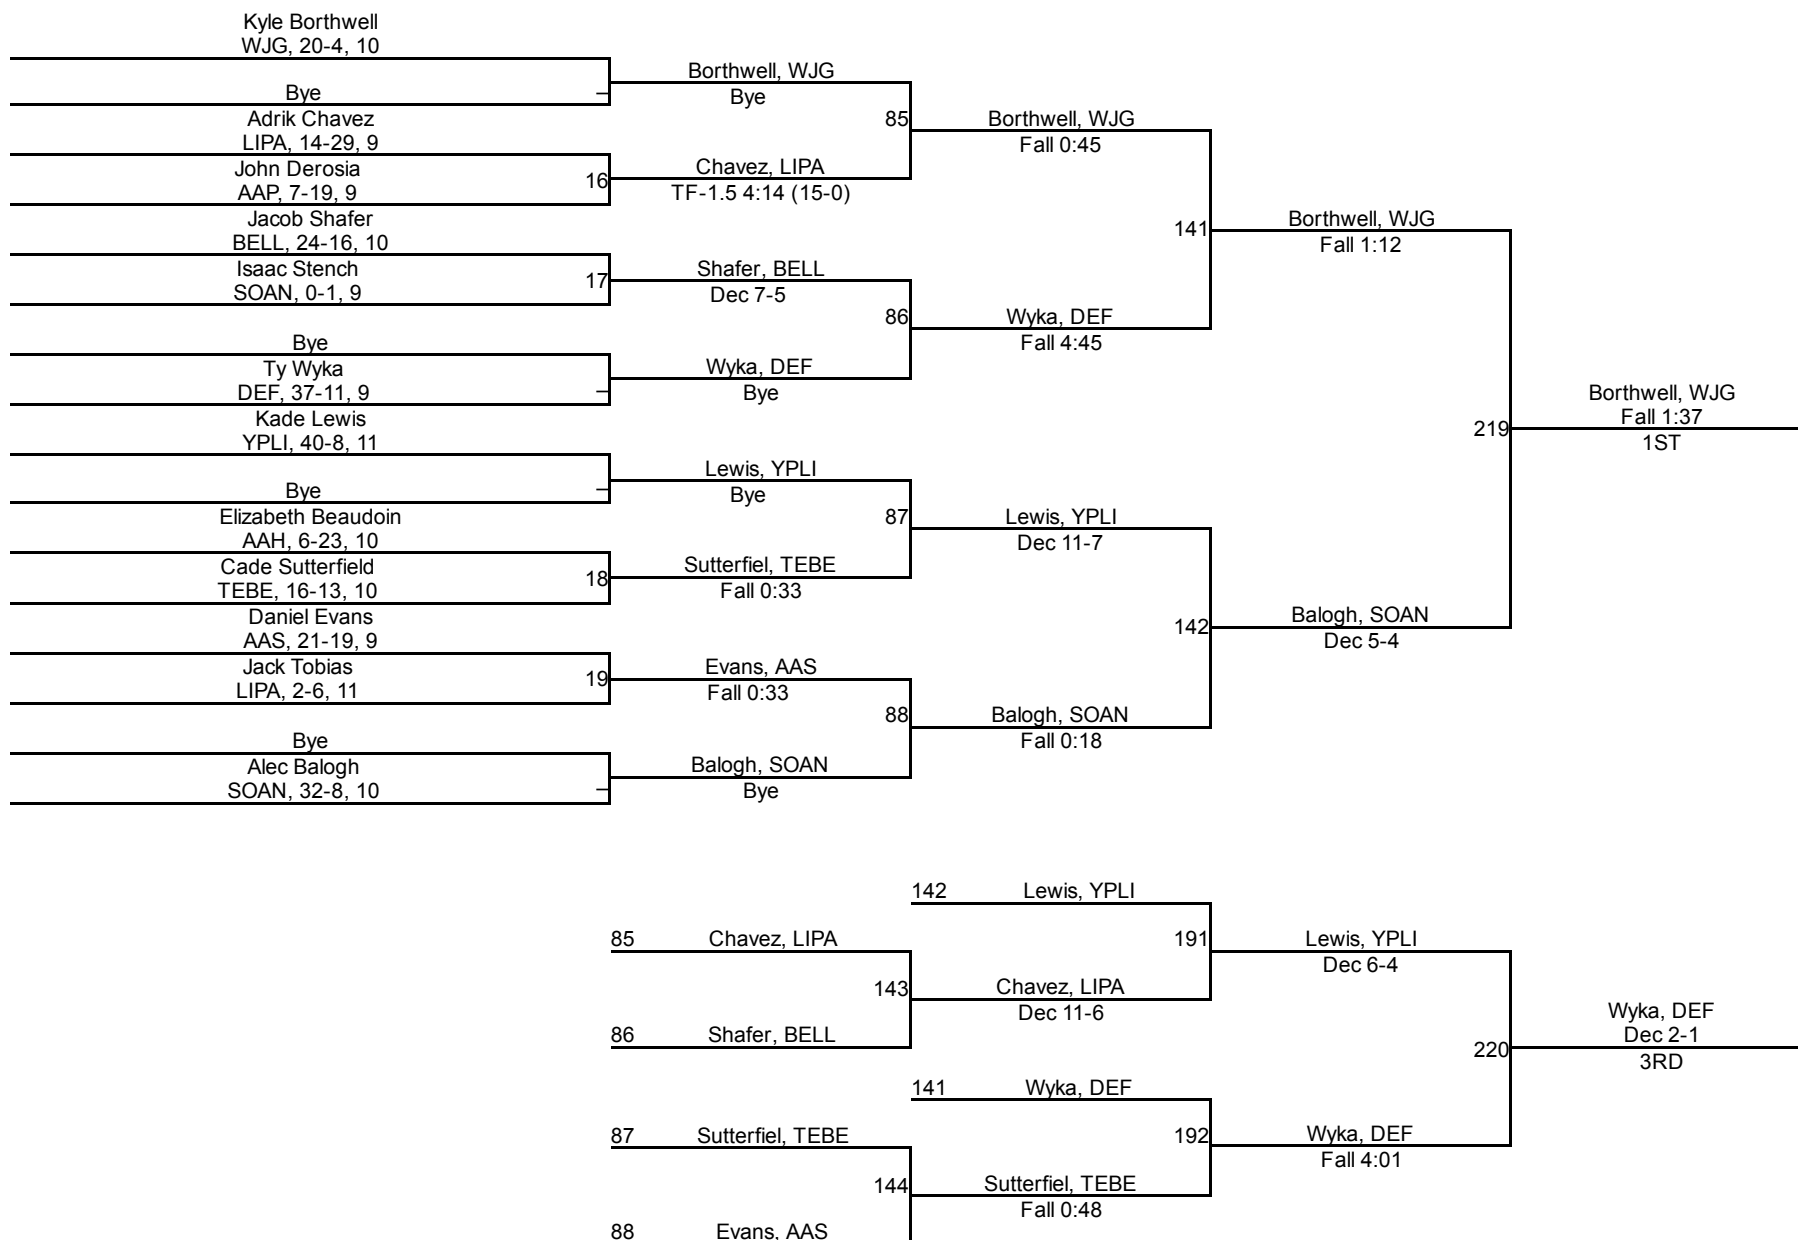 Kyle Borthwell
WJG, 20-4, 10
Bye
Adrik Chavez
LIPA, 14-29, 9
John Derosia
AAP, 7-19, 9
16
Jacob Shafer
BELL, 24-16, 10
Isaac Stench
SOAN, 0-1, 9
17
Bye
Ty Wyka
DEF, 37-11, 9
Kade Lewis
YPLI, 40-8, 11
Bye
Elizabeth Beaudoin
AAH, 6-23, 10
Cade Sutterfield
TEBE, 16-13, 10
18
Daniel Evans
AAS, 21-19, 9
Jack Tobias
LIPA, 2-6, 11
19
Bye
Alec Balogh
SOAN, 32-8, 10
Borthwell, WJG
Bye
85
Chavez, LIPA
TF-1.5 4:14 (15-0)
Shafer, BELL
Dec 7-5
86
Wyka, DEF
Bye
Lewis, YPLI
Bye
87
Sutterfiel, TEBE
Fall 0:33
Evans, AAS
Fall 0:33
88
Balogh, SOAN
Bye
Borthwell, WJG
Fall 0:45
141
Wyka, DEF
Fall 4:45
Lewis, YPLI
Dec 11-7
142
Balogh, SOAN
Fall 0:18
Borthwell, WJG
Fall 1:12
219
Balogh, SOAN
Dec 5-4
Borthwell, WJG
Fall 1:37
1ST
85 Chavez, LIPA
143
86 Shafer, BELL
87 Sutterfiel, TEBE
144
88 Evans, AAS
142 Lewis, YPLI
191
Chavez, LIPA
Dec 11-6
141 Wyka, DEF
192
Sutterfiel, TEBE
Fall 0:48
Lewis, YPLI
Dec 6-4
220
Wyka, DEF
Fall 4:01
Wyka, DEF
Dec 2-1
3RD